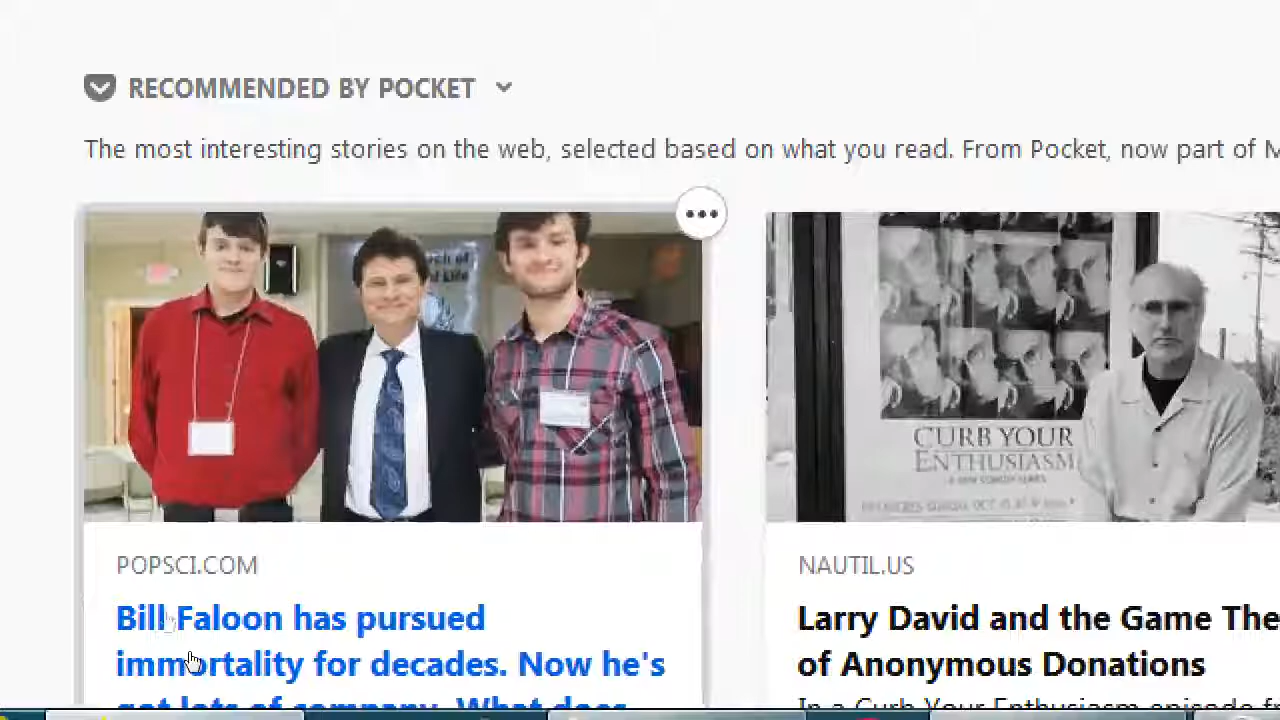 RECOMMENDED BY POCKET
The most interesting stories on the web, selected based on what you read. From Pocket, now part of M
CURB YOUR
ENTHUSIASM
POPSCI.COM
Bill Faloon has pursued
immortality for decades. Now he's
got lots of company. What does
NAUTIL.US
Larry David and the Game The
of Anonymous Donations
In a Curb Your Enthusiasm episode f